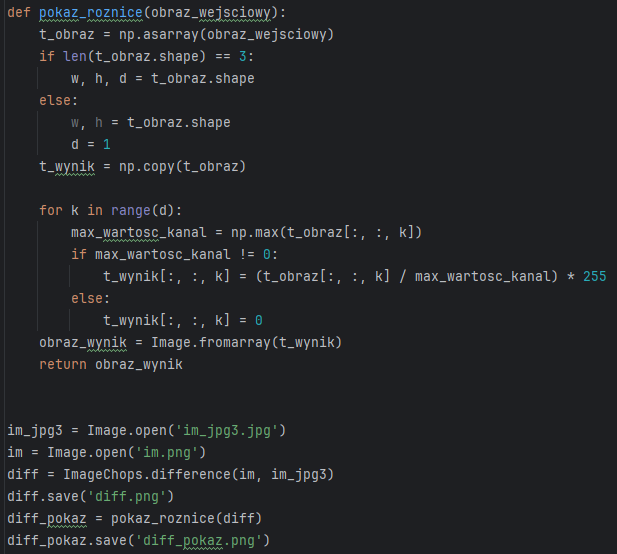 def pokaz_roznice(obraz_wejsciowy):
    t_obraz = np.asarray(obraz_wejsciowy)
    if len(t_obraz.shape) == 3:
        w, h, d = t_obraz.shape
    else:
        w, h = t_obraz.shape
        d = 1
    t_wynik = np.copy(t_obraz)

    for k in range(d):
        max_wartosc_kanal = np.max(t_obraz[:, :, k])
        if max_wartosc_kanal != 0:
            t_wynik[:, :, k] = (t_obraz[:, :, k] / max_wartosc_kanal) * 255
        else:
            t_wynik[:, :, k] = 0
    obraz_wynik = Image.fromarray(t_wynik)
    return obraz_wynik


im_jpg3 = Image.open('im_jpg3.jpg')
im = Image.open('im.png')
diff = ImageChops.difference(im, im_jpg3)
diff.save('diff.png')
diff_pokaz = pokaz_roznice(diff)
diff_pokaz.save('diff_pokaz.png')